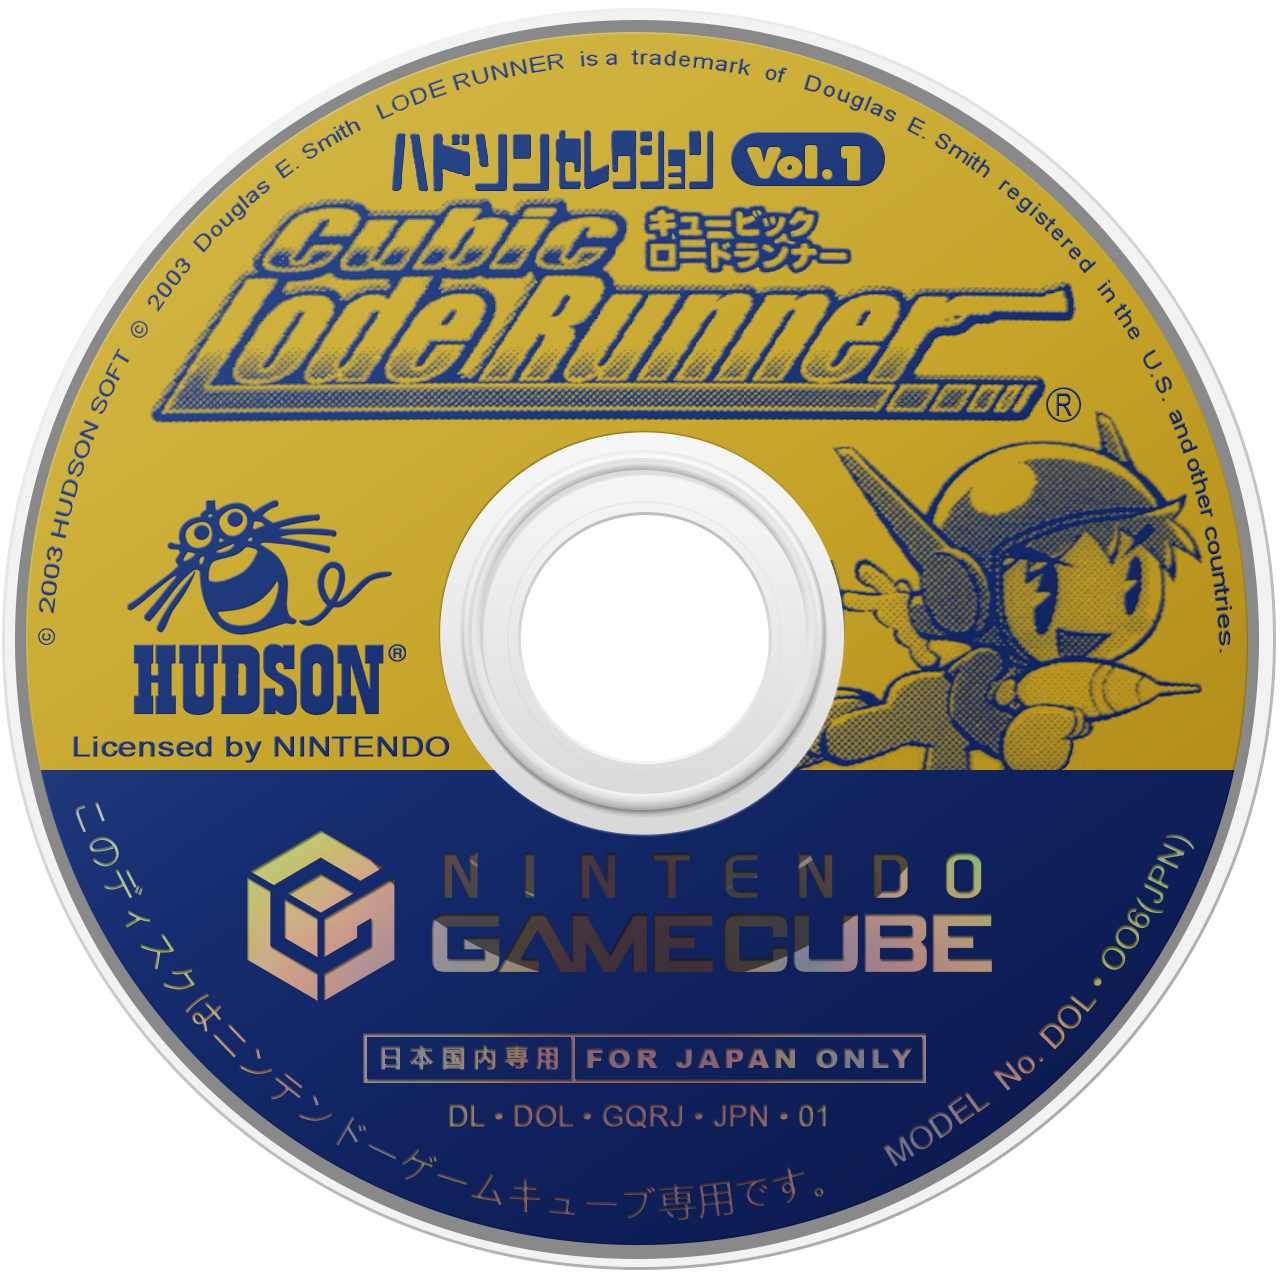 © 2003 HUDSON SOFT © 2003 Douglas E. Smith LODE RUNNER is a trademark of Douglas E. Smith registered in the U.S. and other countries.
ハドソンセレクション Vol.1
Cubic キュービック
ロードランナー
Lode Runner ®
HUDSON®
Licensed by NINTENDO
NINTENDO
GAMECUBE
日本国内専用 FOR JAPAN ONLY
DL・DOL・GQRJ・JPN・01
このディスクはニンテンドーゲームキューブ専用です。
MODEL No. DOL・006(JPN)